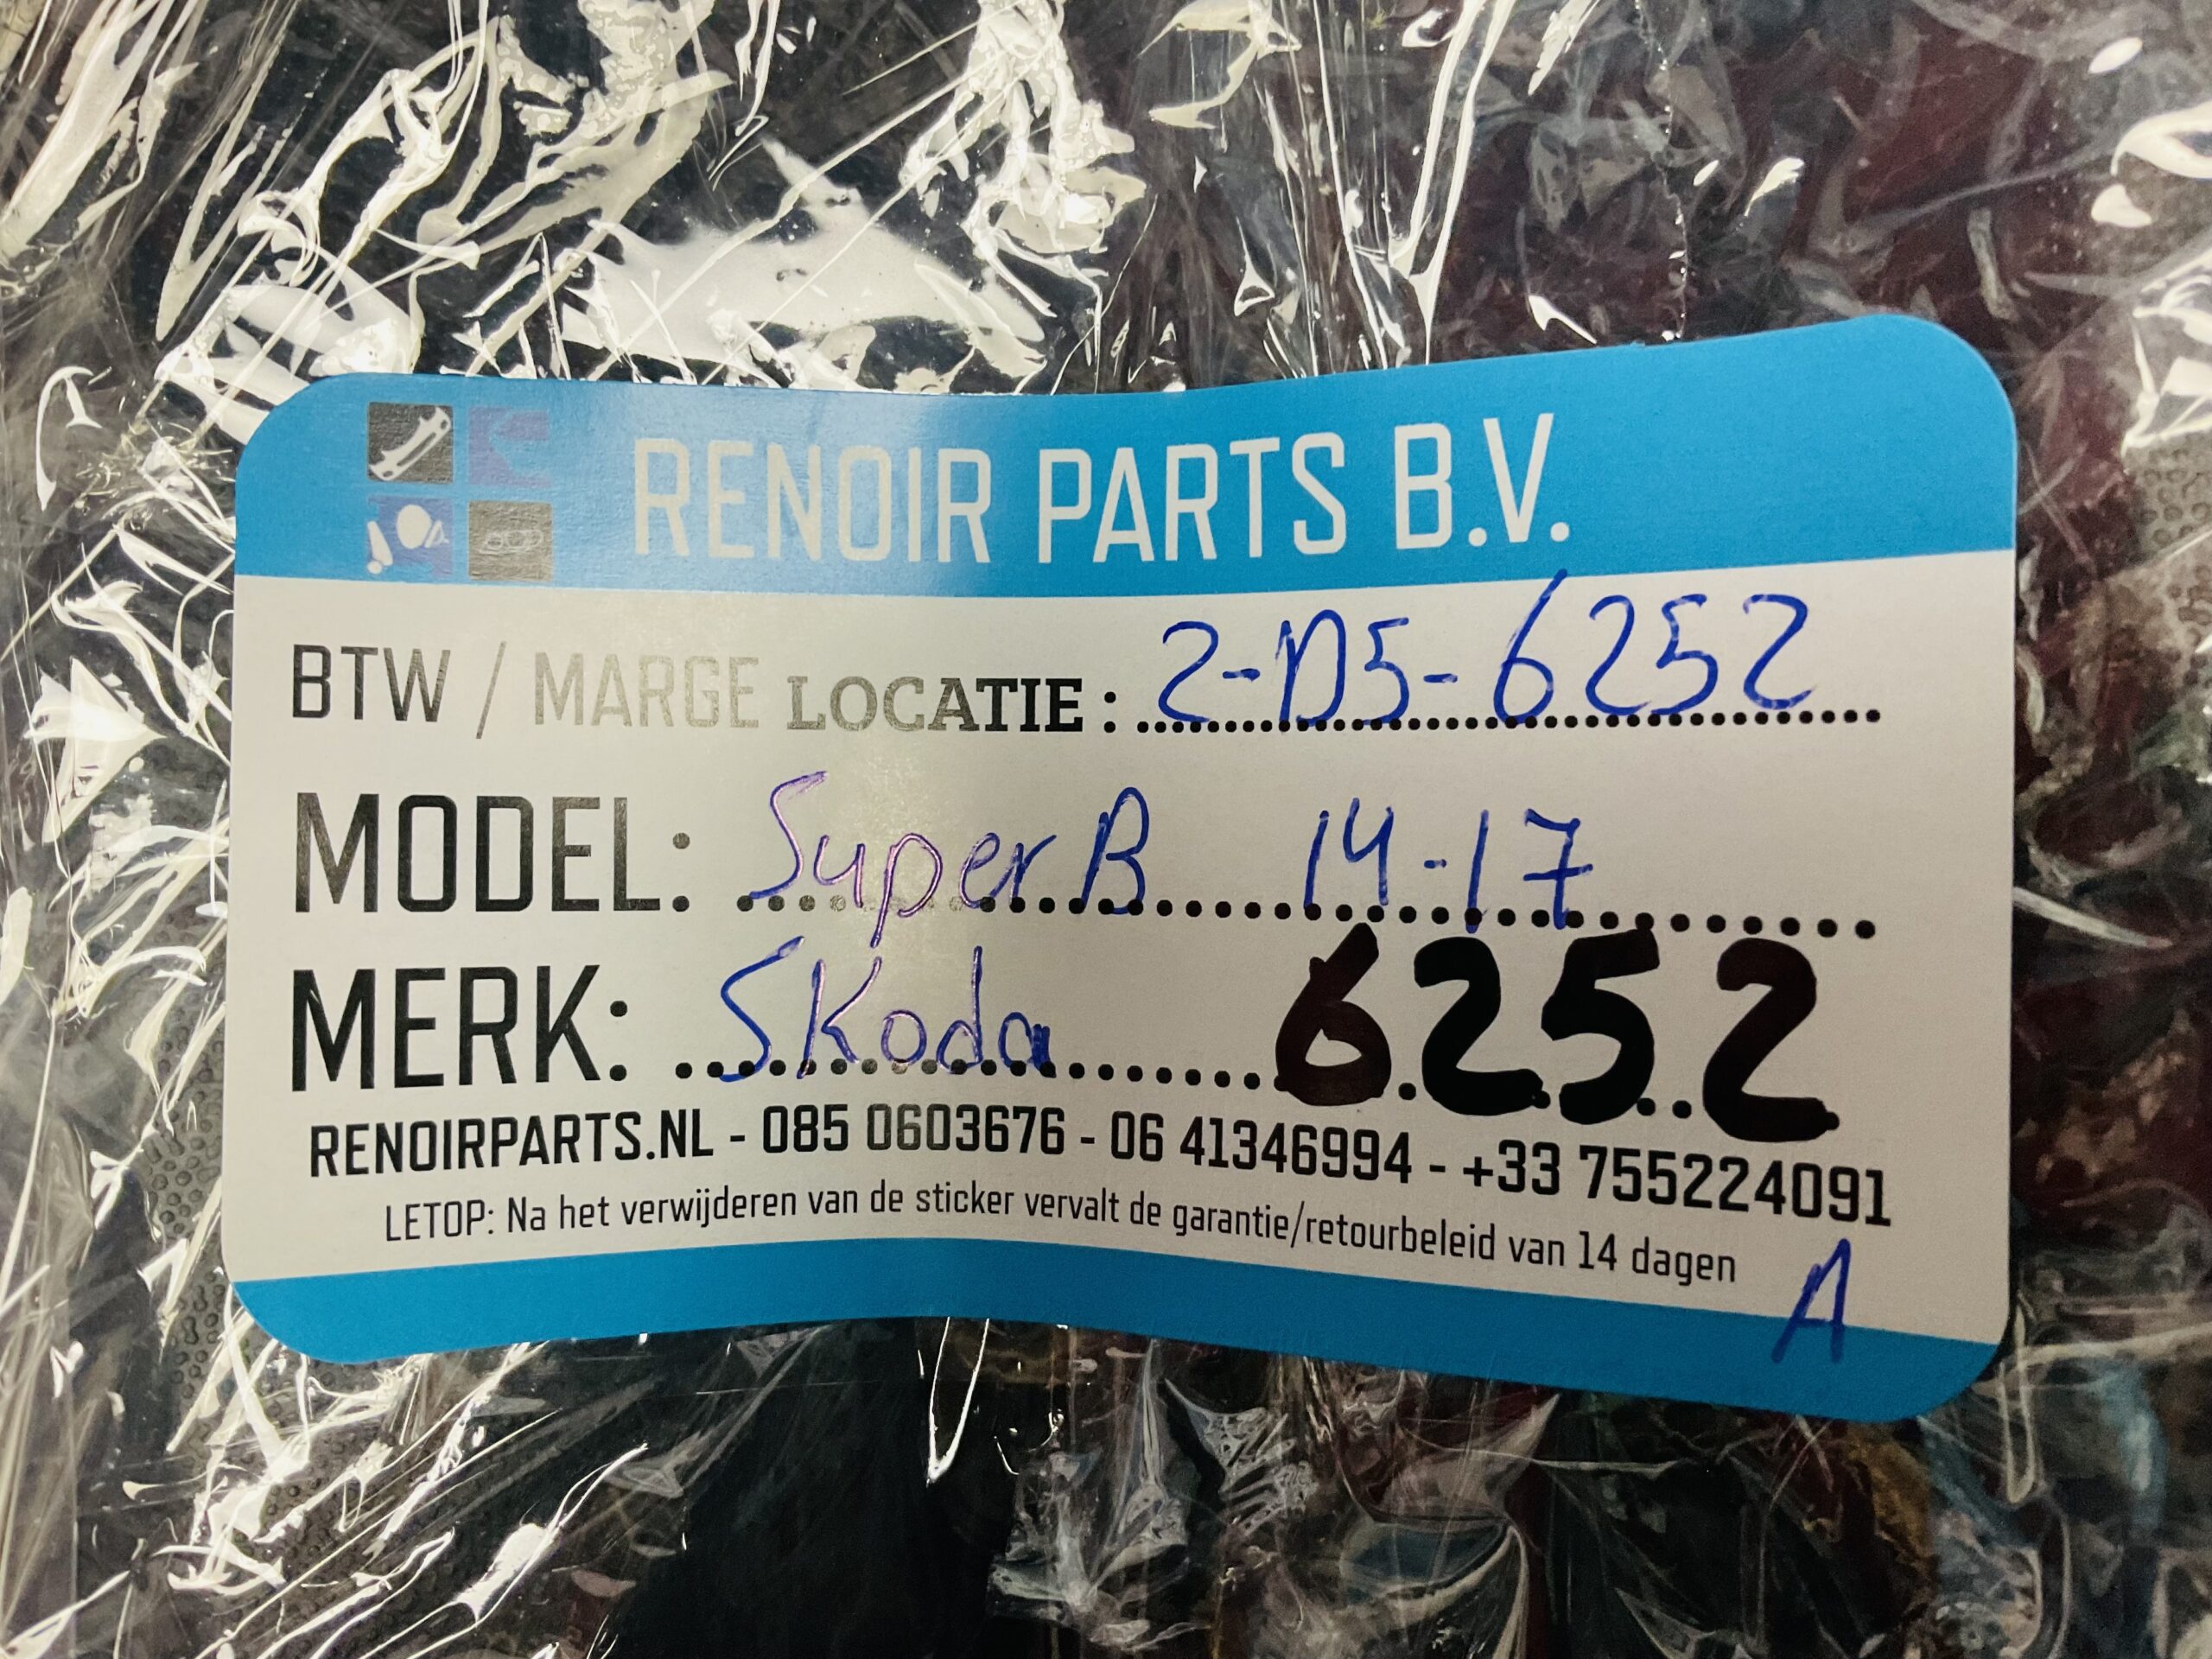 RENOIR PARTS B.V.
BTW / MARGE LOCATIE : 2-D5-6252
MODEL: SuperB 14-17
MERK: Skoda 6252
RENOIRPARTS.NL - 085 0603676 - 06 41346994 - +33 755224091
LETOP: Na het verwijderen van de sticker vervalt de garantie/retourbeleid van 14 dagen
A